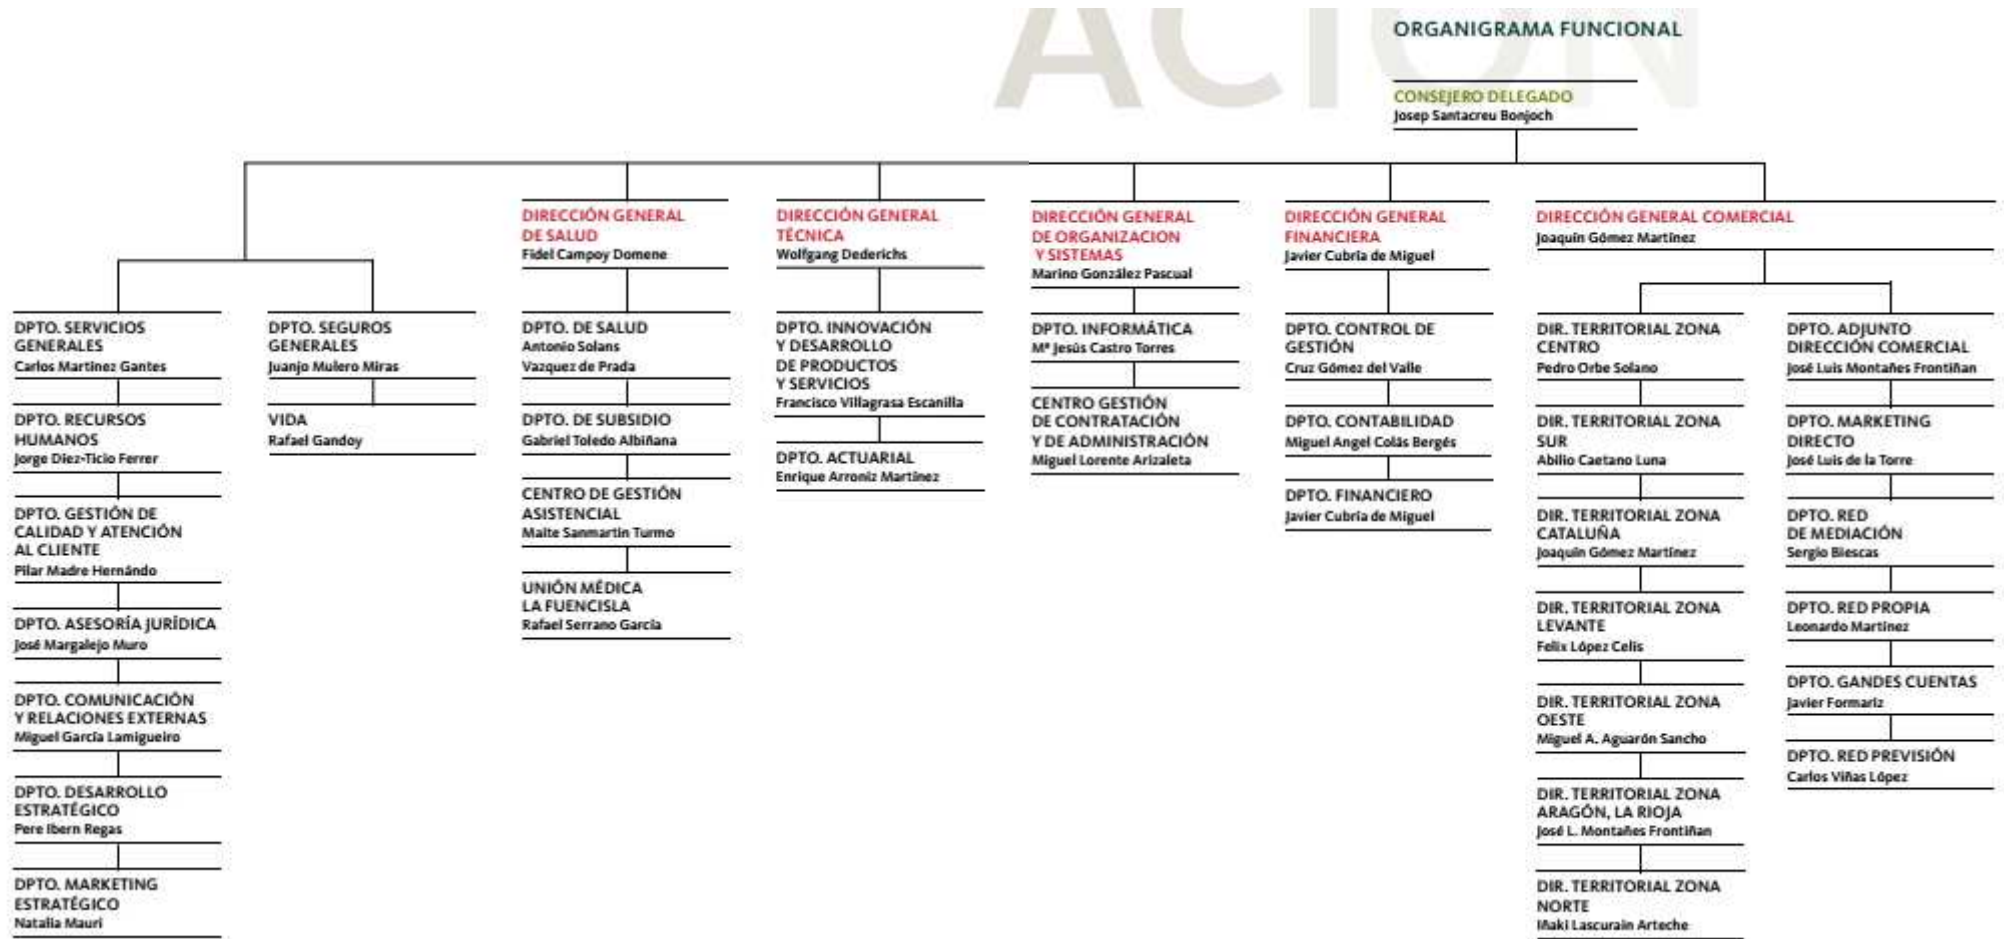 ACIÓN
ORGANIGRAMA FUNCIONAL
CONSEJERO DELEGADO
Josep Santacreu Bonjoch
DPTO. SERVICIOS
GENERALES
Carlos Martínez Gantes
DPTO. RECURSOS
HUMANOS
Jorge Díez-Ticio Ferrer
DPTO. GESTIÓN DE
CALIDAD Y ATENCIÓN
AL CLIENTE
Pilar Madre Hernándo
DPTO. ASESORÍA JURÍDICA
José Margalejo Muro
DPTO. COMUNICACIÓN
Y RELACIONES EXTERNAS
Miguel García Lamigueiro
DPTO. DESARROLLO
ESTRATÉGICO
Pere Ibern Regas
DPTO. MARKETING
ESTRATÉGICO
Natalia Mauri
DPTO. SEGUROS
GENERALES
Juanjo Mulero Miras
VIDA
Rafael Gandoy
DIRECCIÓN GENERAL
DE SALUD
Fidel Campoy Domene
DPTO. DE SALUD
Antonio Solans
Vazquez de Prada
DPTO. DE SUBSIDIO
Gabriel Toledo Albiñana
CENTRO DE GESTIÓN
ASISTENCIAL
Maite Sanmartín Turmo
UNIÓN MÉDICA
LA FUENCISLA
Rafael Serrano García
DIRECCIÓN GENERAL
TÉCNICA
Wolfgang Dederichs
DPTO. INNOVACIÓN
Y DESARROLLO
DE PRODUCTOS
Y SERVICIOS
Francisco Villagrasa Escanilla
DPTO. ACTUARIAL
Enrique Arroniz Martínez
DIRECCIÓN GENERAL
DE ORGANIZACION
Y SISTEMAS
Marino González Pascual
DPTO. INFORMÁTICA
Mª Jesús Castro Torres
CENTRO GESTIÓN
DE CONTRATACIÓN
Y DE ADMINISTRACIÓN
Miguel Lorente Arizaleta
DIRECCIÓN GENERAL
FINANCIERA
Javier Cubría de Miguel
DPTO. CONTROL DE
GESTIÓN
Cruz Gómez del Valle
DPTO. CONTABILIDAD
Miguel Angel Colás Bergés
DPTO. FINANCIERO
Javier Cubría de Miguel
DIRECCIÓN GENERAL COMERCIAL
Joaquín Gómez Martínez
DIR. TERRITORIAL ZONA
CENTRO
Pedro Orbe Solano
DIR. TERRITORIAL ZONA
SUR
Abilio Caetano Luna
DIR. TERRITORIAL ZONA
CATALUÑA
Joaquín Gómez Martínez
DIR. TERRITORIAL ZONA
LEVANTE
Felix López Celis
DIR. TERRITORIAL ZONA
OESTE
Miguel A. Aguarón Sancho
DIR. TERRITORIAL ZONA
ARAGÓN, LA RIOJA
José L. Montañes Frontiñan
DIR. TERRITORIAL ZONA
NORTE
Iñaki Lascurain Arteche
DPTO. ADJUNTO
DIRECCIÓN COMERCIAL
José Luis Montañes Frontiñan
DPTO. MARKETING
DIRECTO
José Luis de la Torre
DPTO. RED
DE MEDIACIÓN
Sergio Biescas
DPTO. RED PROPIA
Leonardo Martínez
DPTO. GANDES CUENTAS
Javier Formariz
DPTO. RED PREVISIÓN
Carlos Viñas López